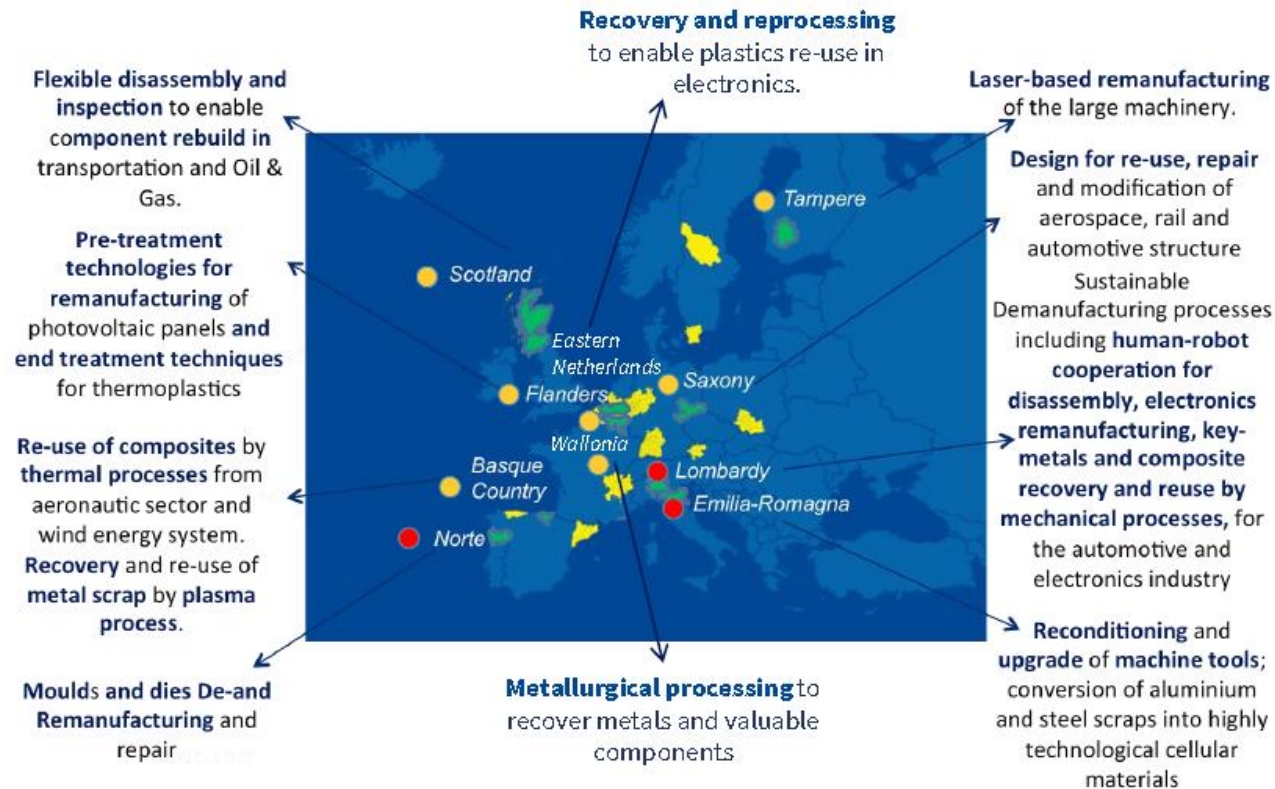 Recovery and reprocessing
to enable plastics re-use in
electronics.
Flexible disassembly and
inspection to enable
component rebuild in
transportation and Oil &
Gas.
Pre-treatment
technologies for
remanufacturing of
photovoltaic panels and
end treatment techniques
for thermoplastics
Re-use of composites by
thermal processes from
aeronautic sector and
wind energy system.
Recovery and re-use of
metal scrap by plasma
process.
Moulds and dies De-and
Remanufacturing and
repair
Tampere
Scotland
Eastern
Netherlands
Saxony
Flanders
Wallonia
Basque
Country
Lombardy
Emilia-Romagna
Norte
Metallurgical processing to
recover metals and valuable
components
Laser-based remanufacturing
of the large machinery.
Design for re-use, repair
and modification of
aerospace, rail and
automotive structure
Sustainable
Demanufacturing processes
including human-robot
cooperation for
disassembly, electronics
remanufacturing, key-
metals and composite
recovery and reuse by
mechanical processes, for
the automotive and
electronics industry
Reconditioning and
upgrade of machine tools;
conversion of aluminium
and steel scraps into highly
technological cellular
materials